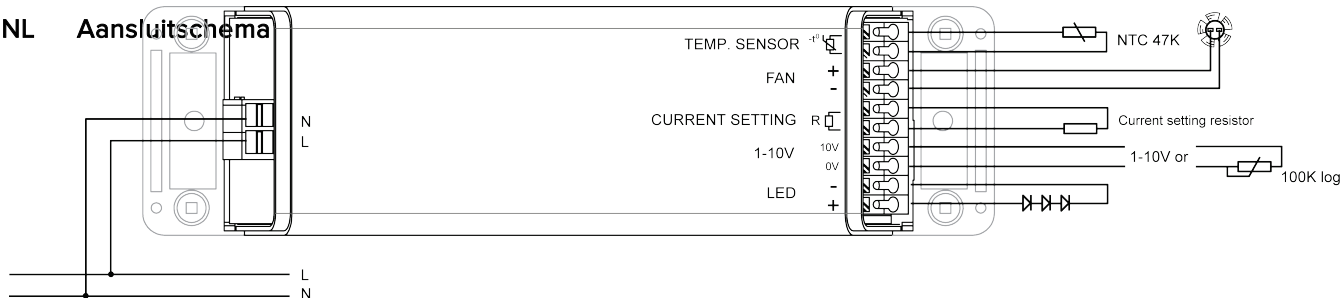 NL Aansluitschema
TEMP. SENSOR -t°
NTC 47K
FAN + -
N
L
CURRENT SETTING R
Current setting resistor
1-10V 10V 0V
1-10V or
100K log
LED - +
L
N